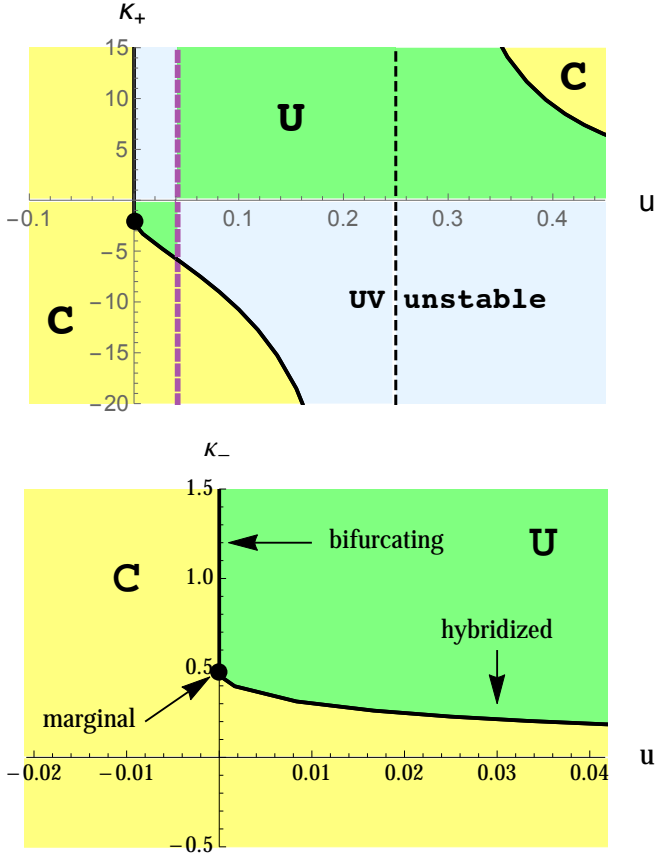 κ₊
15
C
10
U
5
−0.1
0.1
0.2
0.3
0.4
u
−5
UV unstable
−10
C
−15
−20
κ₋
1.5
bifurcating
U
C
1.0
hybridized
0.5
marginal
−0.02
−0.01
0.01
0.02
0.03
0.04
u
−0.5